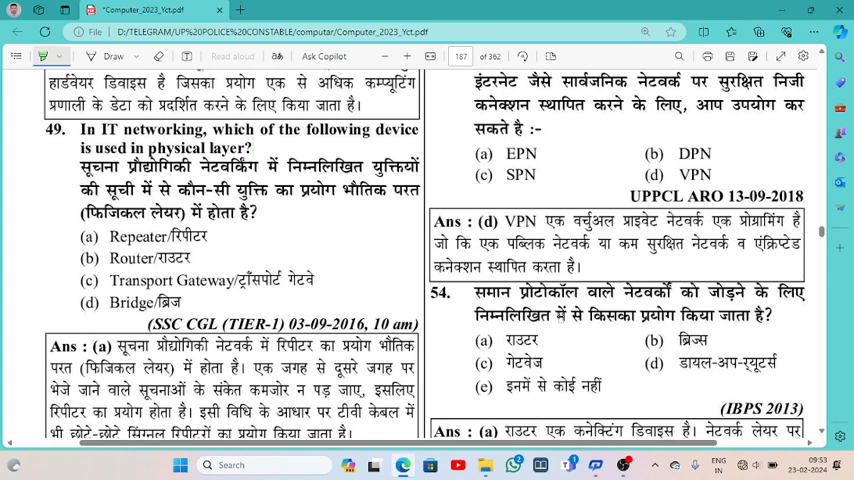 *Computer_2023_Yct.pdf
D:/TELEGRAM/UP%20POLICE%20CONSTABLE/computar/Computer_2023_Yct.pdf
Draw
Read aloud
Ask Copilot
187 of 362
हार्डवेयर डिवाइस है जिसका प्रयोग एक से अधिक कम्प्यूटिंग
प्रणाली के डेटा को प्रदर्शित करने के लिए किया जाता है।
49. In IT networking, which of the following device
is used in physical layer?
सूचना प्रौद्योगिकी नेटवर्किंग में निम्नलिखित युक्तियों
की सूची में से कौन-सी युक्ति का प्रयोग भौतिक परत
(फिजिकल लेयर) में होता है?
(a) Repeater/रिपीटर
(b) Router/राउटर
(c) Transport Gateway/ट्राँसपोर्ट गेटवे
(d) Bridge/ब्रिज
(SSC CGL (TIER-1) 03-09-2016, 10 am)
Ans : (a) सूचना प्रौद्योगिकी नेटवर्क में रिपीटर का प्रयोग भौतिक
परत (फिजिकल लेयर) में होता है। एक जगह से दूसरे जगह पर
भेजे जाने वाले सूचनाओं के संकेत कमजोर न पड़ जाए, इसलिए
रिपीटर का प्रयोग होता है। इसी विधि के आधार पर टीवी केबल में
भी छोटे-छोटे सिग्नल रिपीटरों का प्रयोग किया जाता है।
इंटरनेट जैसे सार्वजनिक नेटवर्क पर सुरक्षित निजी
कनेक्शन स्थापित करने के लिए, आप उपयोग कर
सकते है :-
(a) EPN (b) DPN
(c) SPN (d) VPN
UPPCL ARO 13-09-2018
Ans : (d) VPN एक वर्चुअल प्राइवेट नेटवर्क एक प्रोग्रामिंग है
जो कि एक पब्लिक नेटवर्क या कम सुरक्षित नेटवर्क व एंक्रिप्टेड
कनेक्शन स्थापित करता है।
54. समान प्रोटोकॉल वाले नेटवर्कों को जोड़ने के लिए
निम्नलिखित में से किसका प्रयोग किया जाता है?
(a) राउटर (b) ब्रिज्स
(c) गेटवेज (d) डायल-अप-र्‍यूटर्स
(e) इनमें से कोई नहीं
(IBPS 2013)
Ans : (a) राउटर एक कनेक्टिंग डिवाइस है। नेटवर्क लेयर पर
Search
ENG
IN
09:53
23-02-2024